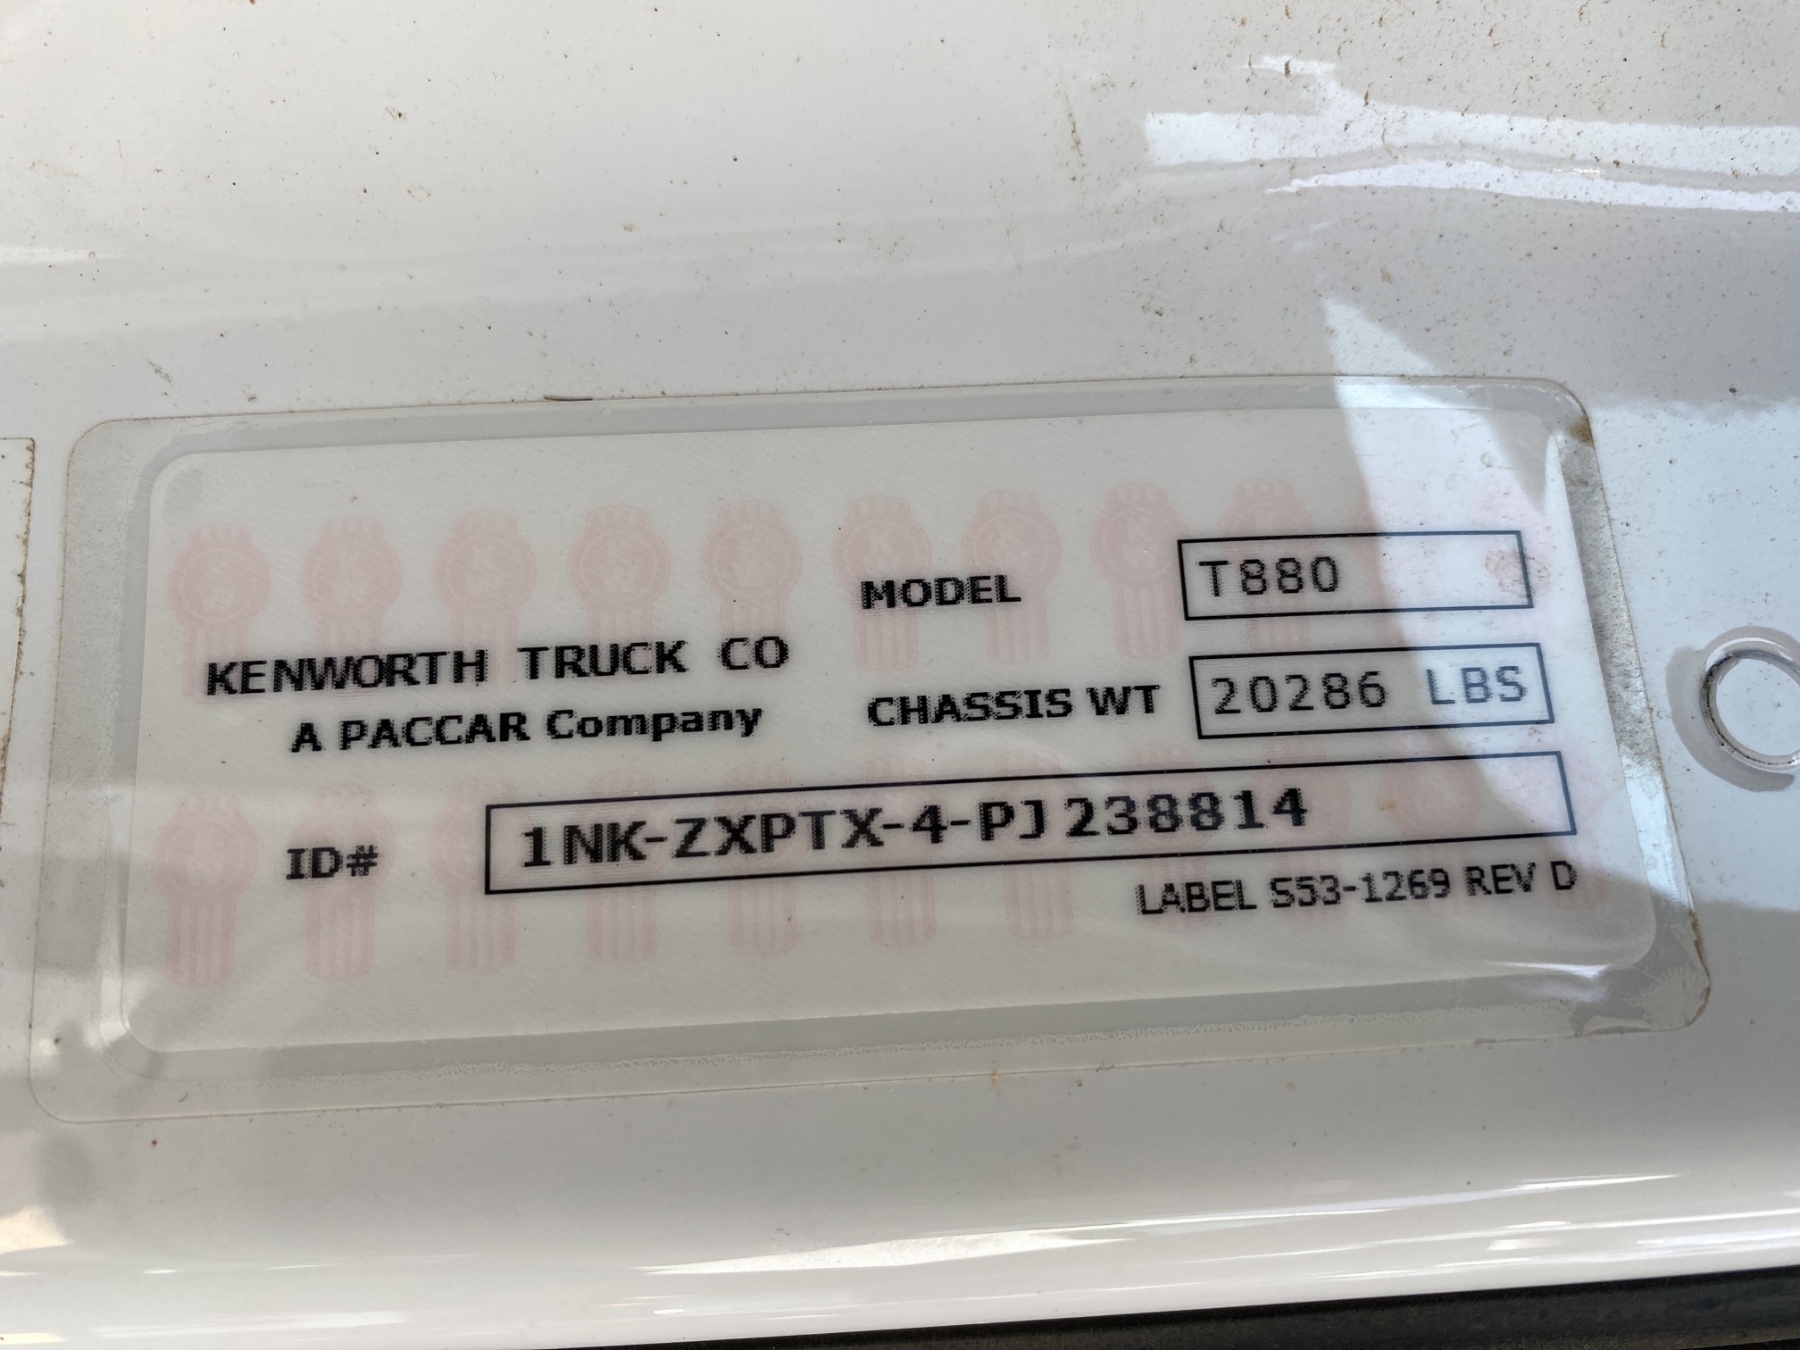 MODEL T880
KENWORTH TRUCK CO
A PACCAR Company
CHASSIS WT 20286 LBS
ID# 1NK-ZXPTX-4-PJ238814
LABEL S53-1269 REV D